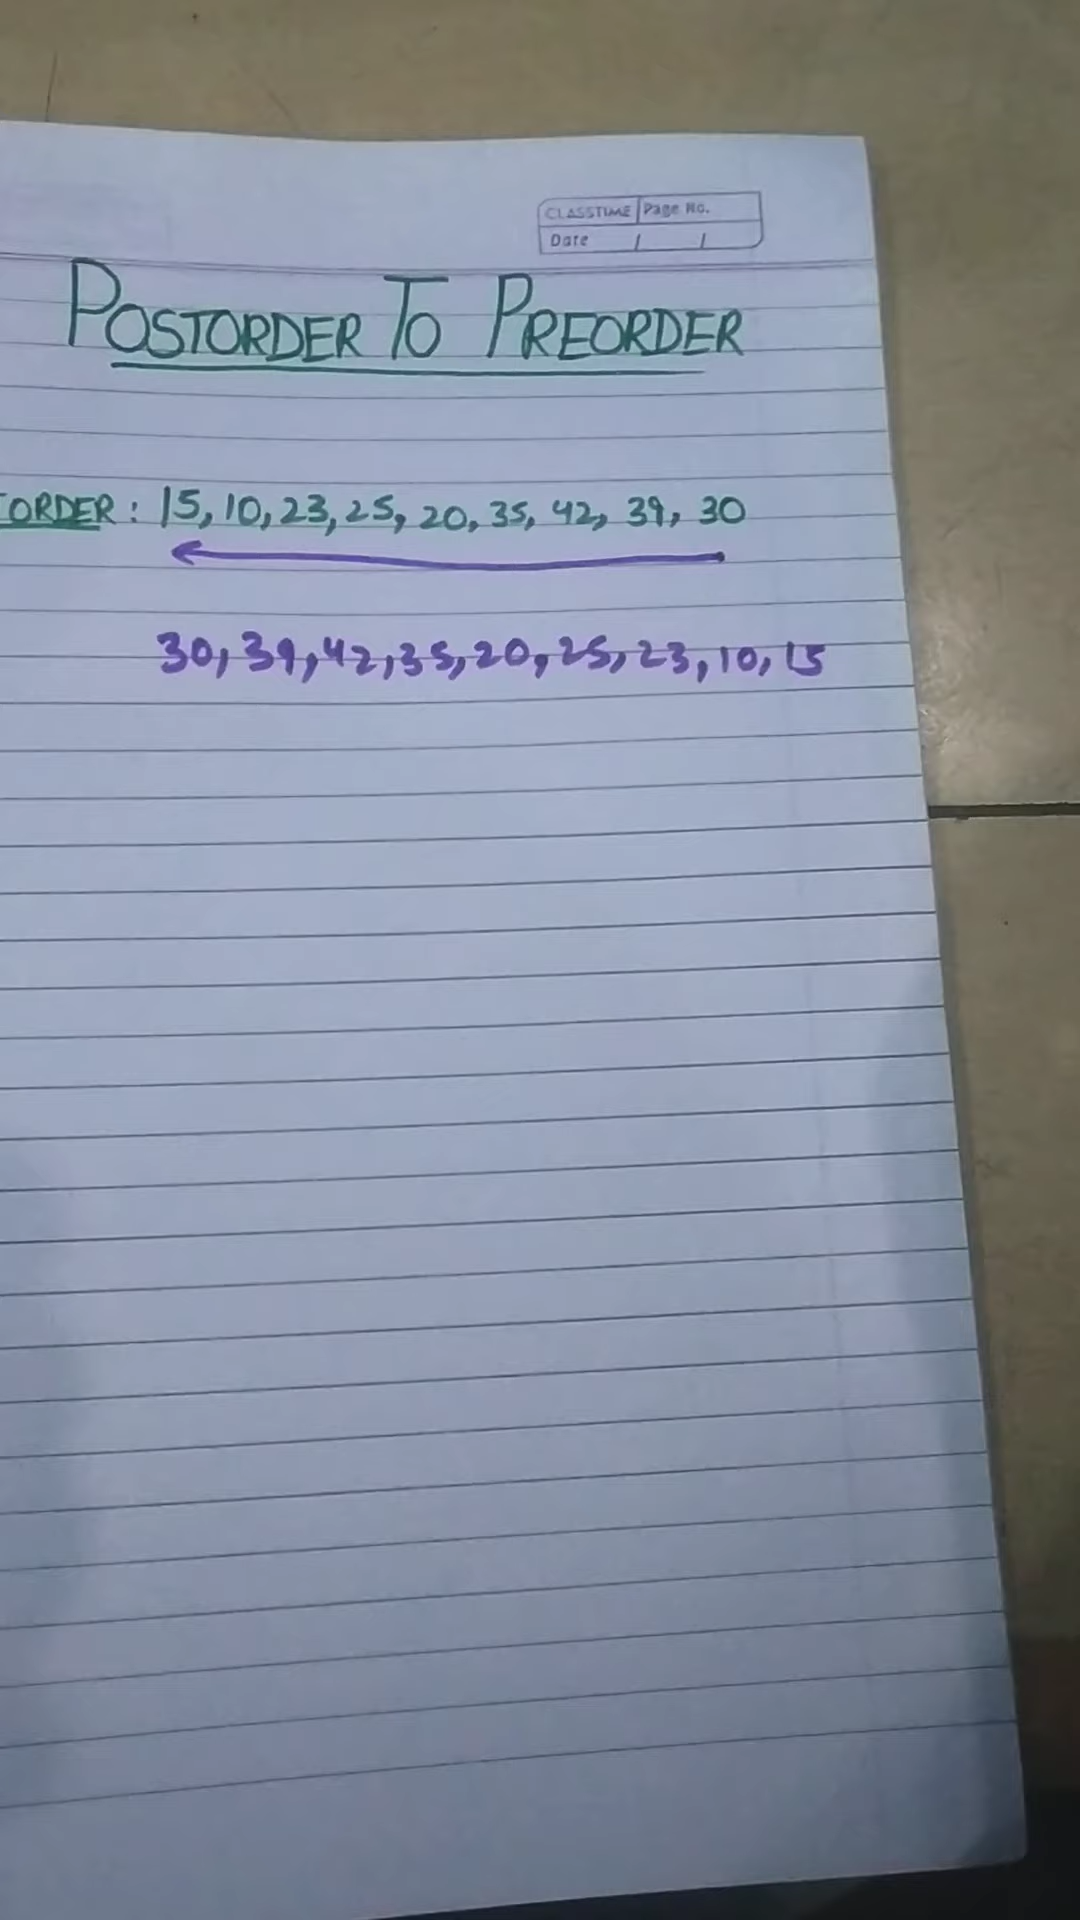 CLASSTIME Page No.
Date / /
POSTORDER TO PREORDER
TORDER: 15, 10, 23, 25, 20, 35, 42, 39, 30
30, 39, 42, 35, 20, 25, 23, 10, 15